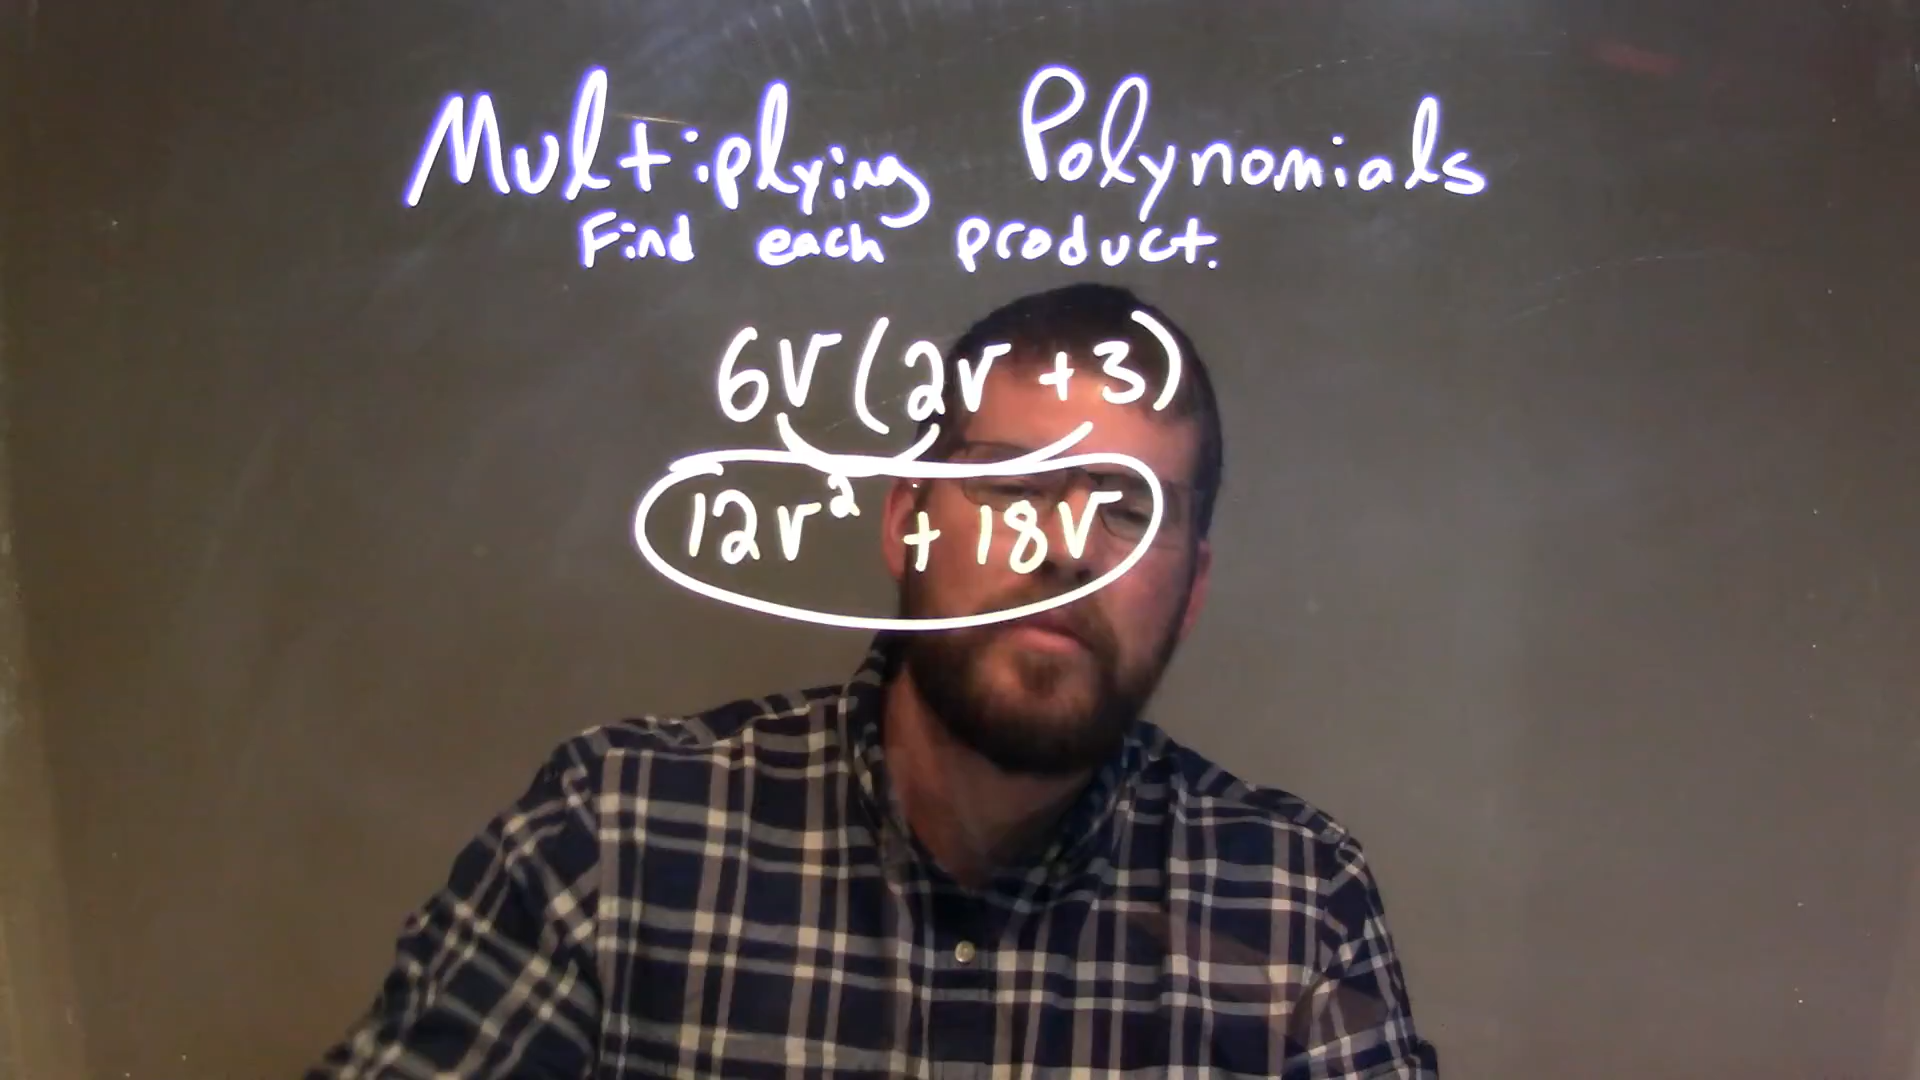 Multiplying Polynomials
Find each product.
6v(2v+3)
12v² + 18v